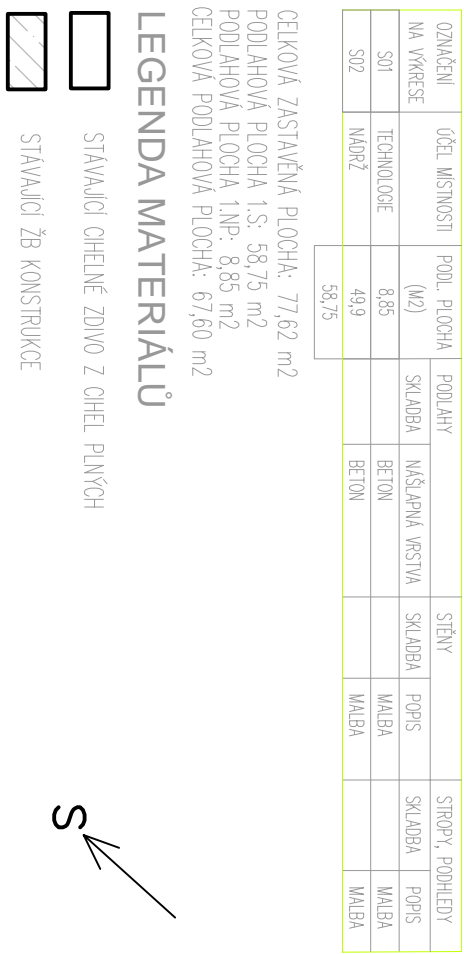 OZNAČENÍ NA VÝKRESE ÚČEL MÍSTNOSTI PODL. PLOCHA (M2) PODLAHY STĚNY STROPY, PODHLEDY
SKLADBA NÁŠLAPNÁ VRSTVA SKLADBA POPIS SKLADBA POPIS
S01 TECHNOLOGIE 8,85 BETON MALBA MALBA
S02 NÁDRŽ 49,9 BETON MALBA MALBA
58,75
CELKOVÁ ZASTAVĚNÁ PLOCHA: 77,62 m2
PODLAHOVÁ PLOCHA 1.S: 58,75 m2
PODLAHOVÁ PLOCHA 1.NP: 8,85 m2
CELKOVÁ PODLAHOVÁ PLOCHA: 67,60 m2
LEGENDA MATERIÁLŮ
STÁVAJÍCÍ CIHELNÉ ZDIVO Z CIHEL PLNÝCH
STÁVAJÍCÍ ŽB KONSTRUKCE
S